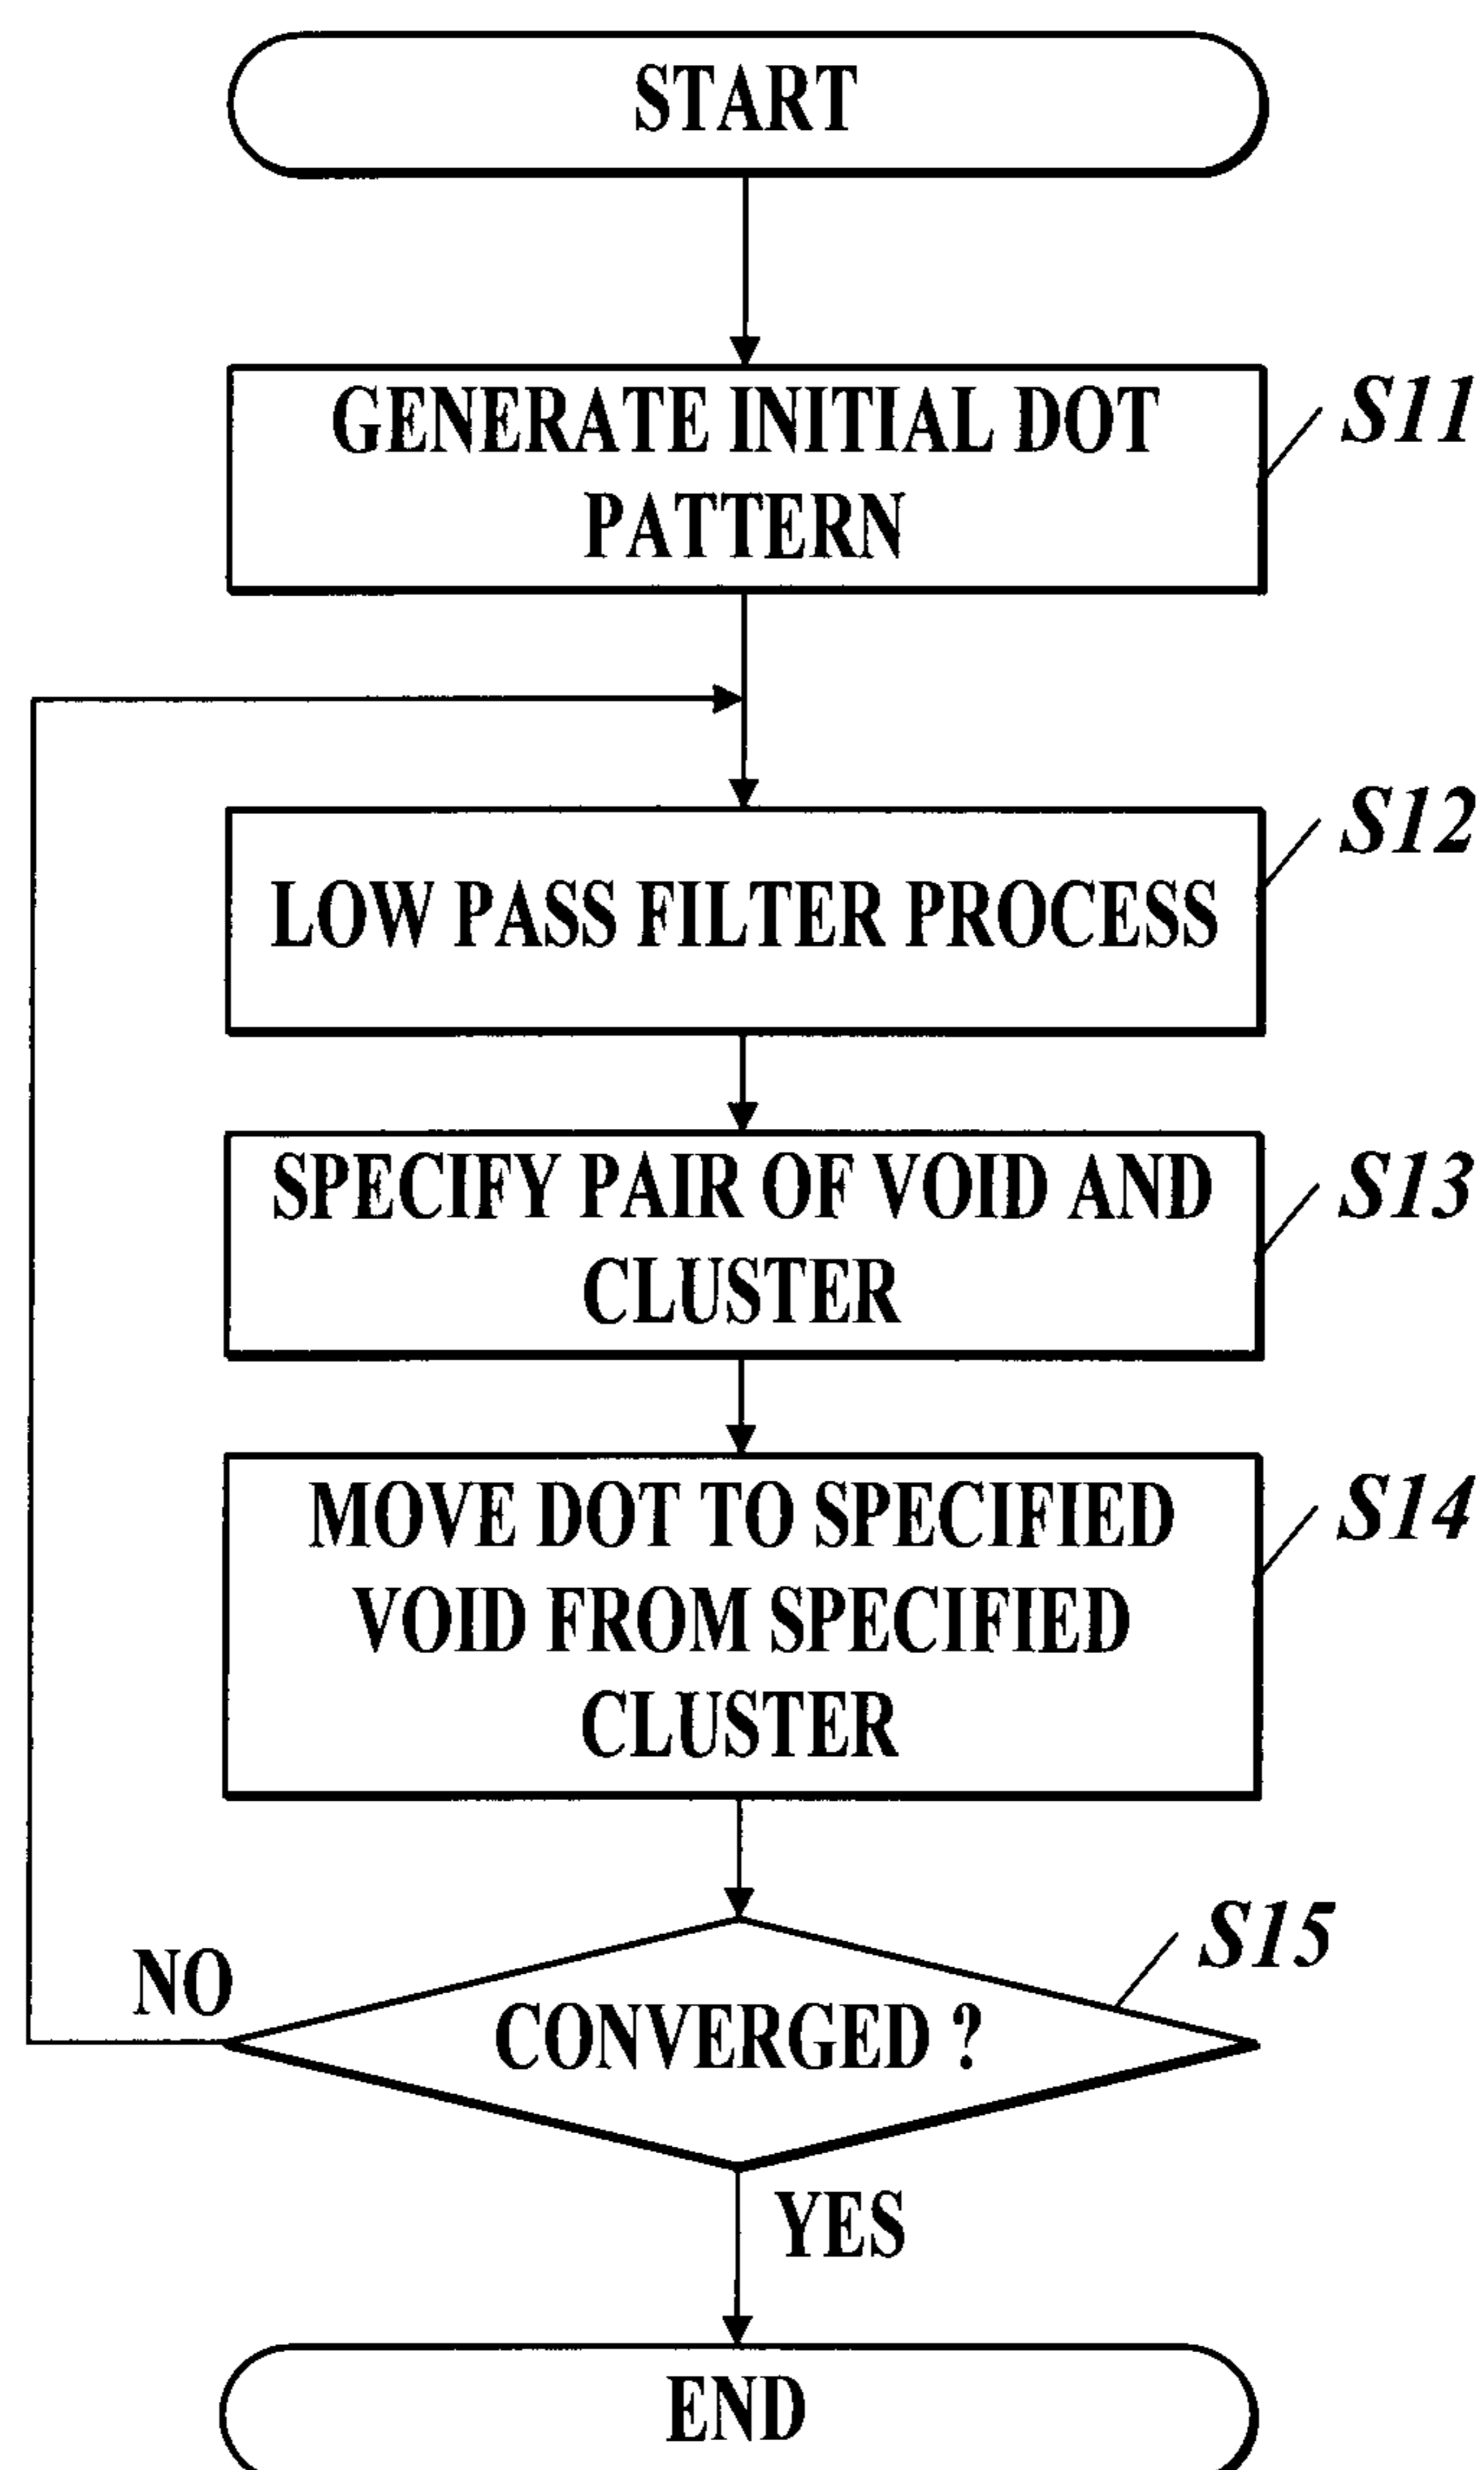 START
GENERATE INITIAL DOT
PATTERN
S11
LOW PASS FILTER PROCESS
S12
SPECIFY PAIR OF VOID AND
CLUSTER
S13
MOVE DOT TO SPECIFIED
VOID FROM SPECIFIED
CLUSTER
S14
CONVERGED ?
S15
NO
YES
END